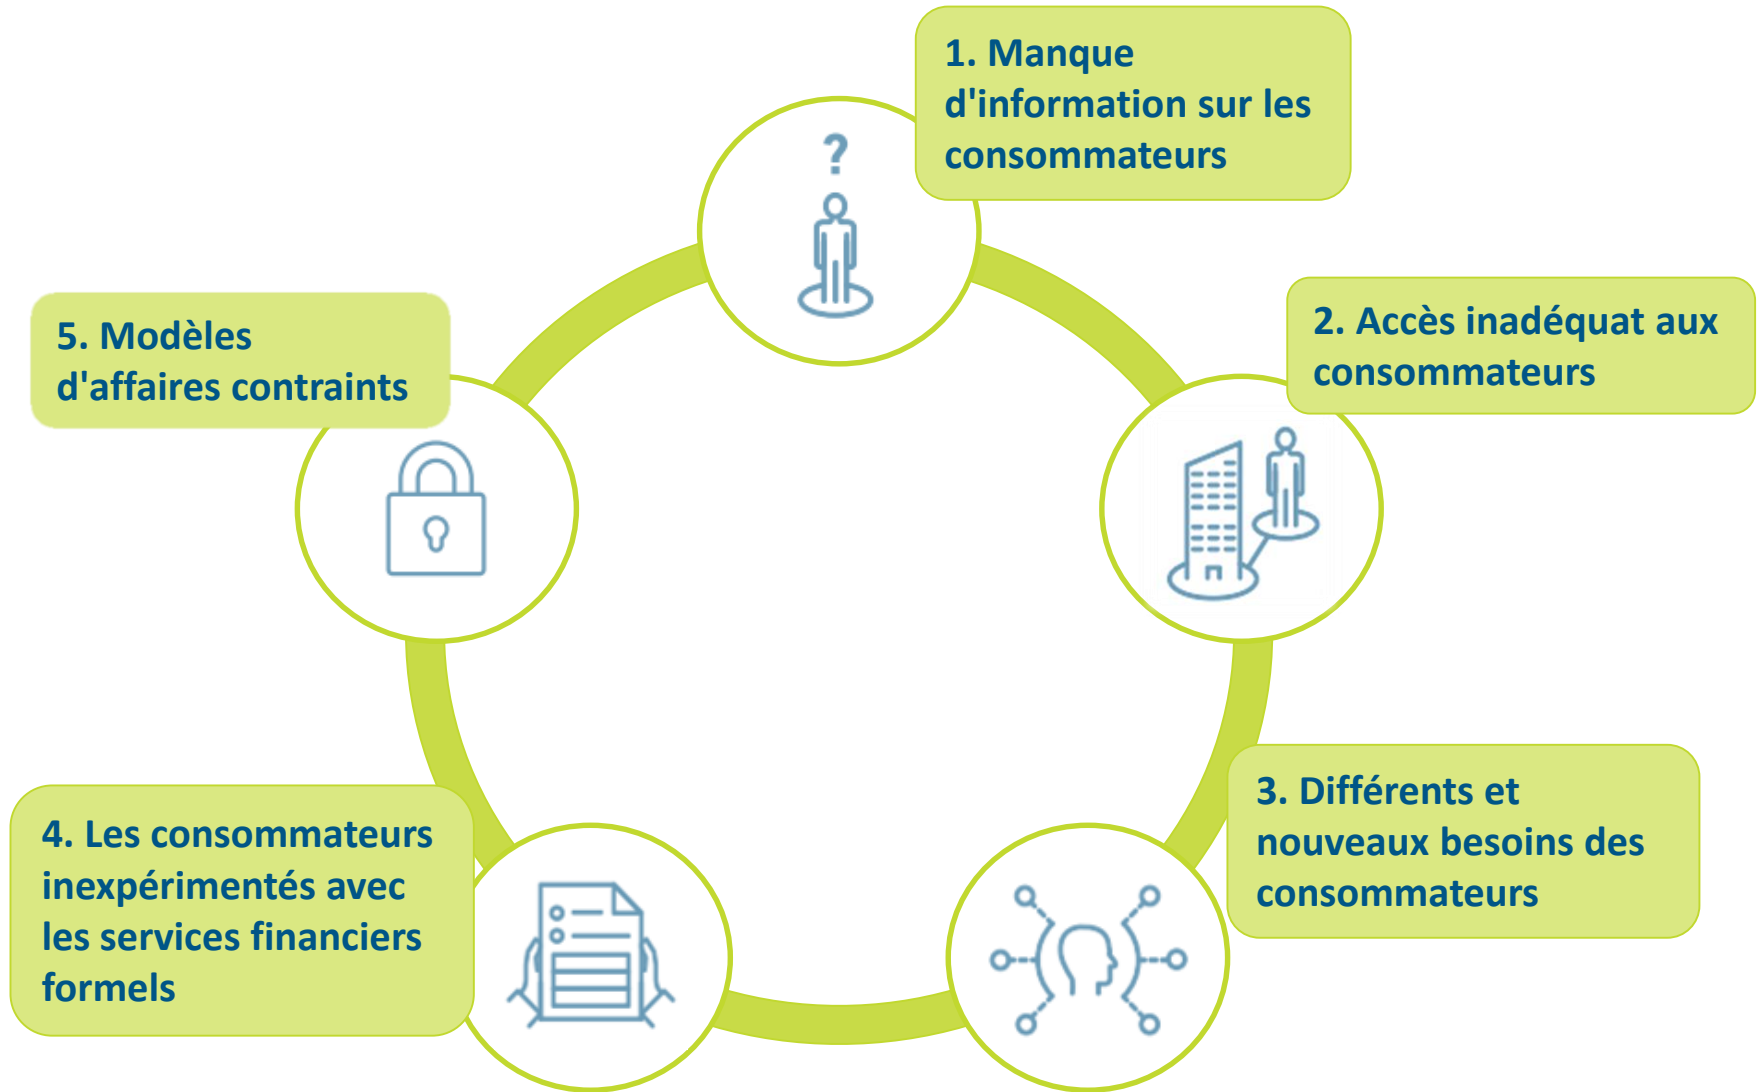 1. Manque
d'information sur les
consommateurs
2. Accès inadéquat aux
consommateurs
3. Différents et
nouveaux besoins des
consommateurs
4. Les consommateurs
inexpérimentés avec
les services financiers
formels
5. Modèles
d'affaires contraints
?